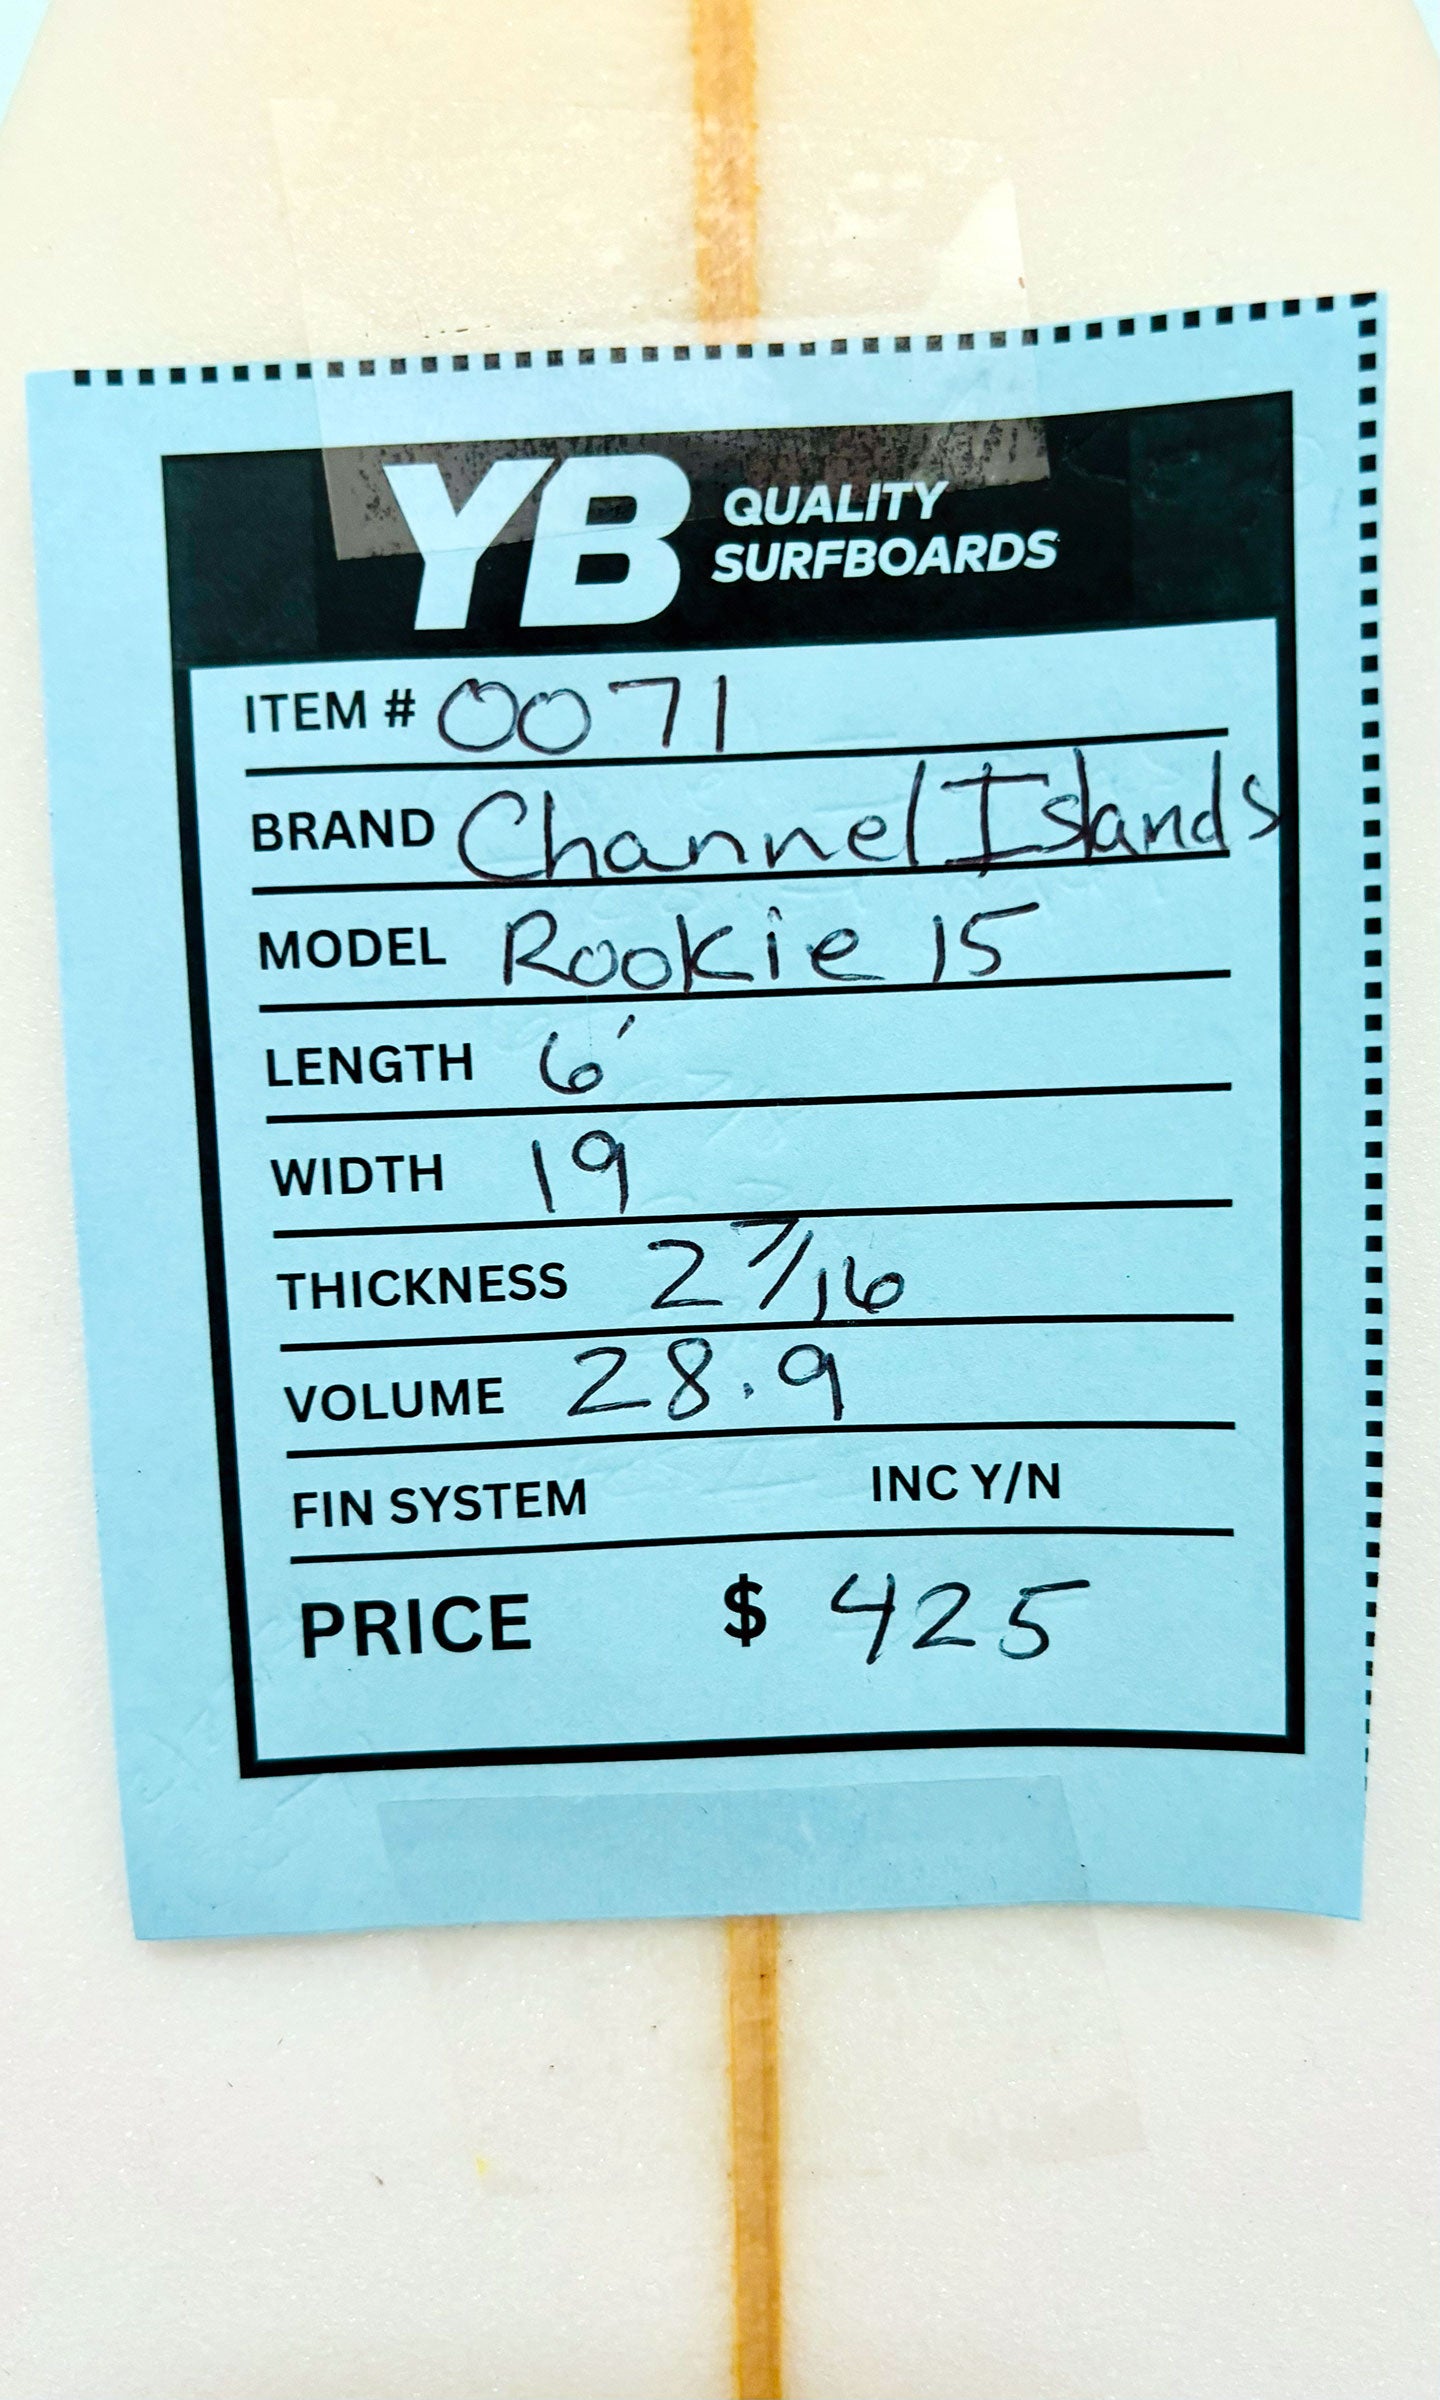 YB QUALITY
SURFBOARDS
ITEM # 0071
BRAND Channel Islands
MODEL Rookie 15
LENGTH 6'
WIDTH 19
THICKNESS 2 7/16
VOLUME 28.9
FIN SYSTEM INC Y/N
PRICE $ 425